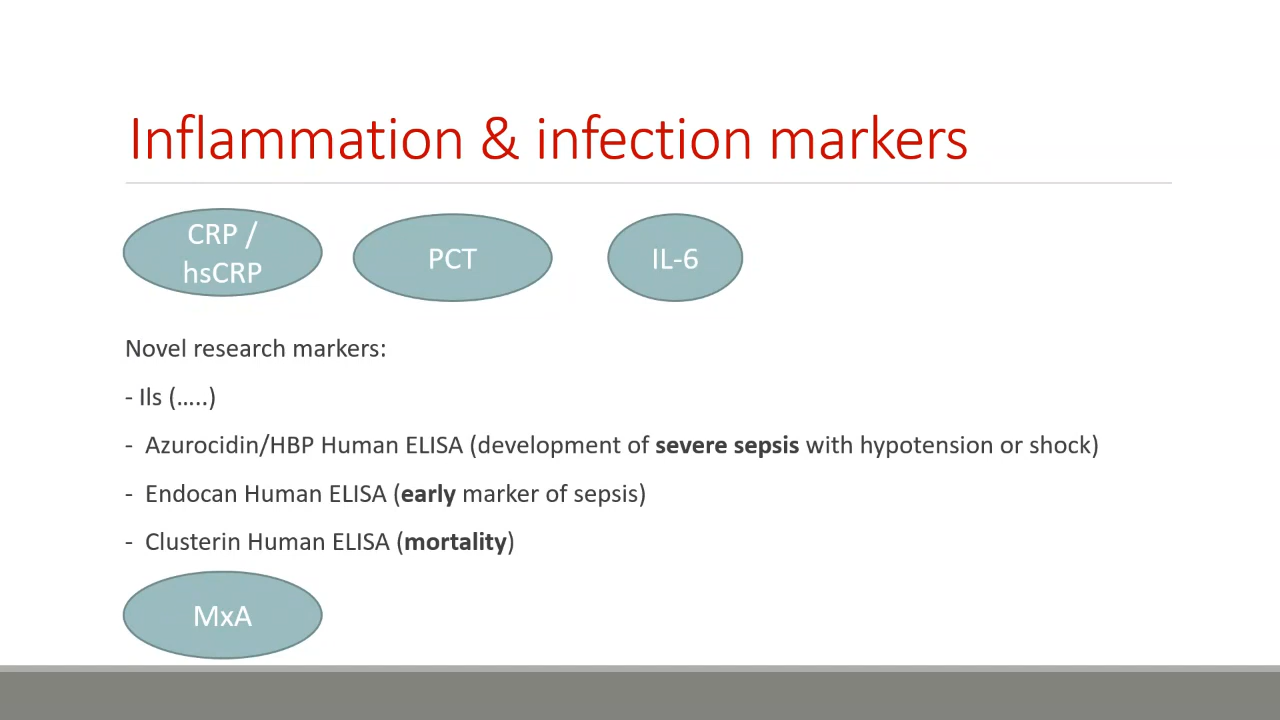 Inflammation & infection markers
CRP /
hsCRP
PCT
IL-6
Novel research markers:
- Ils (…..)
- Azurocidin/HBP Human ELISA (development of severe sepsis with hypotension or shock)
- Endocan Human ELISA (early marker of sepsis)
- Clusterin Human ELISA (mortality)
MxA